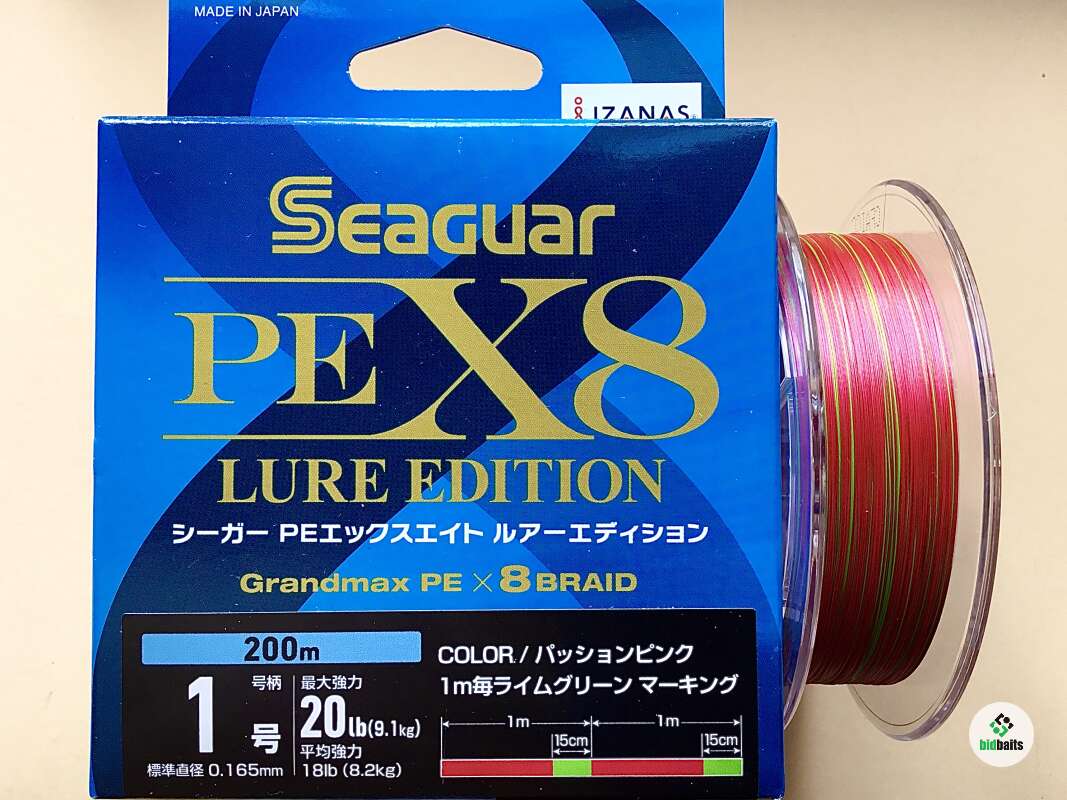 MADE IN JAPAN
IZANAS
Seaguar
PE X8
LURE EDITION
シーガー PEエックスエイト ルアーエディション
Grandmax PE × 8 BRAID
200m
COLOR / パッションピンク
1m毎ライムグリーン マーキング
1 号
号柄
標準直径 0.165mm
最大強力
20lb(9.1kg)
平均強力
18lb (8.2kg)
1m 1m
15cm 15cm
bidbaits